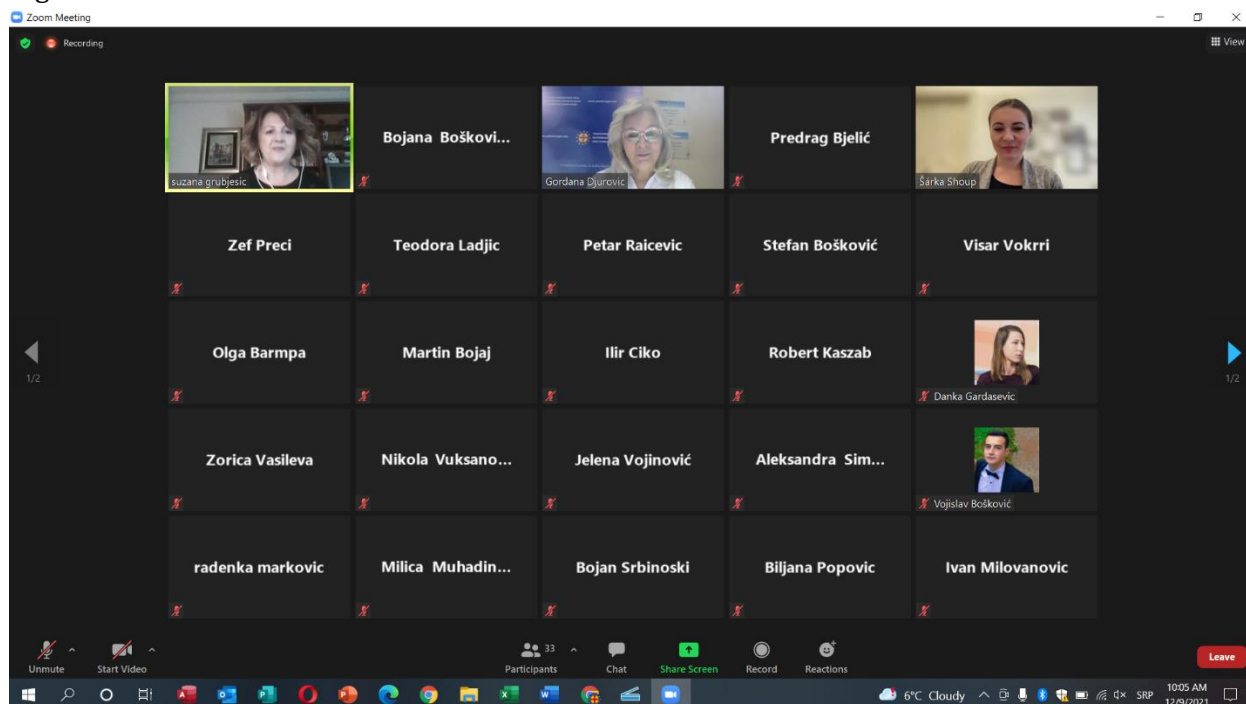 Zoom Meeting
Recording
View
suzana grubjesic
Bojana Boškovi...
Gordana Djurovic
Predrag Bjelić
Šárka Shoup
Zef Preci
Teodora Ladjic
Petar Raicevic
Stefan Bošković
Visar Vokrri
Olga Barmpa
Martin Bojaj
Ilir Ciko
Robert Kaszab
Danka Gardasevic
1/2
1/2
Zorica Vasileva
Nikola Vuksano...
Jelena Vojinović
Aleksandra Sim...
Vojislav Bošković
radenka markovic
Milica Muhadin...
Bojan Srbinoski
Biljana Popovic
Ivan Milovanovic
Unmute
Start Video
33
Participants
Chat
Share Screen
Record
Reactions
Leave
6°C Cloudy
SRP
10:05 AM
12/9/2021